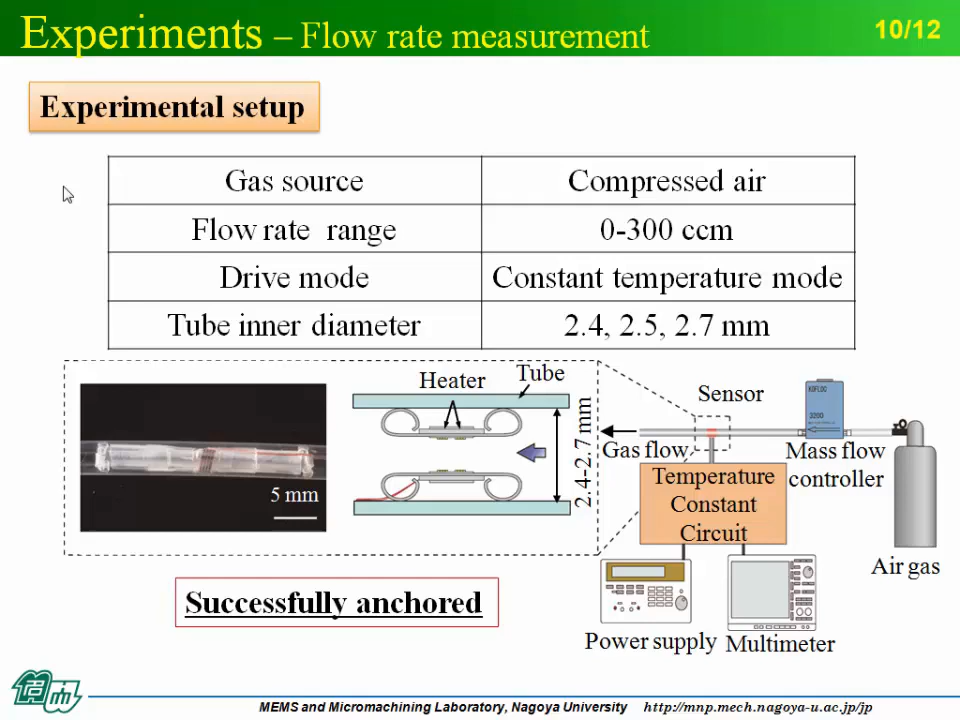 Experiments – Flow rate measurement
10/12
Experimental setup
Gas source Compressed air
Flow rate range 0-300 ccm
Drive mode Constant temperature mode
Tube inner diameter 2.4, 2.5, 2.7 mm
5 mm
Heater
Tube
2.4-2.7 mm
Sensor
KOFLOC
3200
Gas flow
Mass flow
controller
Temperature
Constant
Circuit
Air gas
Power supply
Multimeter
Successfully anchored
MEMS and Micromachining Laboratory, Nagoya University http://mnp.mech.nagoya-u.ac.jp/jp